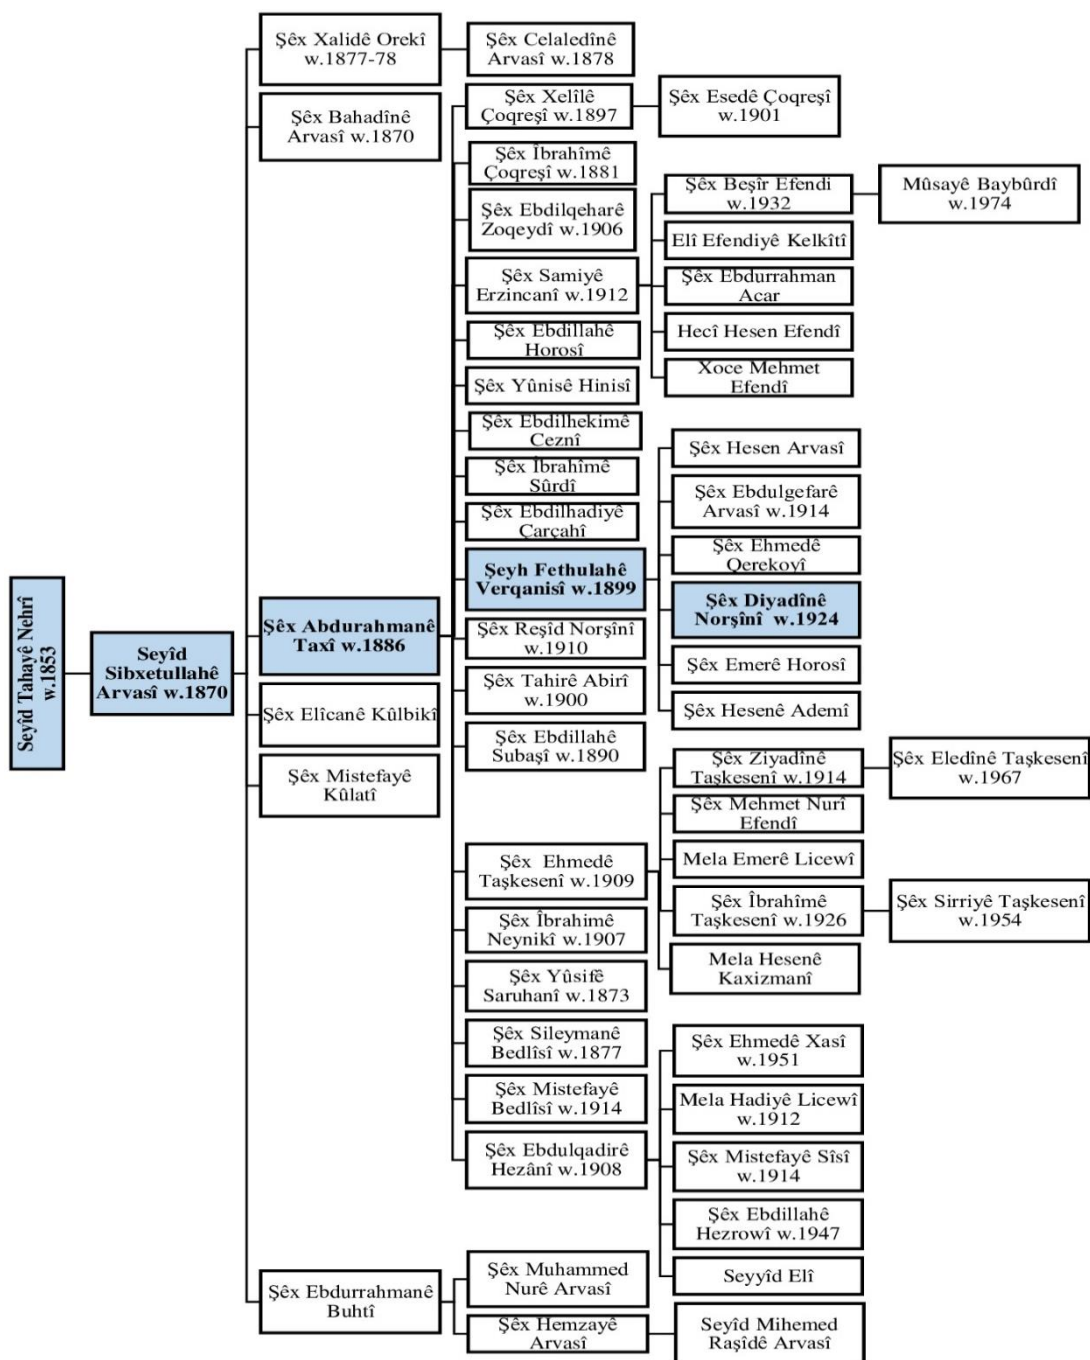 Seyîd Tahayê Nehrî
w.1853
Seyîd
Sibxetullahê
Arvasî w.1870
Şêx Xalidê Orekî
w.1877-78
Şêx Celaledînê
Arvasî w.1878
Şêx Bahadînê
Arvasî w.1870
Şêx Abdurahmanê
Taxî w.1886
Şêx Xelîlê
Çoqreşî w.1897
Şêx Esedê Çoqreşî
w.1901
Şêx Îbrahîmê
Çoqreşî w.1881
Şêx Ebdilqeharê
Zoqeydî w.1906
Şêx Samiyê
Erzincanî w.1912
Şêx Beşîr Efendi
w.1932
Mûsayê Baybûrdî
w.1974
Elî Efendiyê Kelkîtî
Şêx Ebdurrahman
Acar
Hecî Hesen Efendî
Xoce Mehmet
Efendî
Şêx Ebdillahê
Horosî
Şêx Yûnisê Hinisî
Şêx Ebdilhekimê
Ceznî
Şêx İbrahîmê
Sûrdî
Şêx Ebdilhadiyê
Çarçahî
Şeyh Fethulahê
Verqanisî w.1899
Şêx Hesen Arvasî
Şêx Ebdulgefarê
Arvasî w.1914
Şêx Ehmedê
Qerekoyî
Şêx Diyadînê
Norşînî w.1924
Şêx Emerê Horosî
Şêx Hesenê Ademî
Şêx Reşîd Norşînî
w.1910
Şêx Tahirê Abirî
w.1900
Şêx Ebdillahê
Subaşî w.1890
Şêx Ehmedê
Taşkesenî w.1909
Şêx Ziyadînê
Taşkesenî w.1914
Şêx Eledînê Taşkesenî
w.1967
Şêx Mehmet Nurî
Efendî
Mela Emerê Licewî
Şêx Îbrahîmê
Taşkesenî w.1926
Şêx Sirriyê Taşkesenî
w.1954
Mela Hesenê
Kaxizmanî
Şêx Îbrahimê
Neynikî w.1907
Şêx Yûsifê
Saruhanî w.1873
Şêx Sileymanê
Bedlîsî w.1877
Şêx Mistefayê
Bedlîsî w.1914
Şêx Ebdulqadirê
Hezânî w.1908
Şêx Ehmedê Xasî
w.1951
Mela Hadiyê Licewî
w.1912
Şêx Mistefayê Sîsî
w.1914
Şêx Ebdillahê
Hezrowî w.1947
Seyyîd Elî
Şêx Elîcanê Kûlbikî
Şêx Mistefayê
Kûlatî
Şêx Ebdurrahmanê
Buhtî
Şêx Muhammed
Nurê Arvasî
Şêx Hemzayê
Arvasî
Seyîd Mihemed
Raşîdê Arvasî